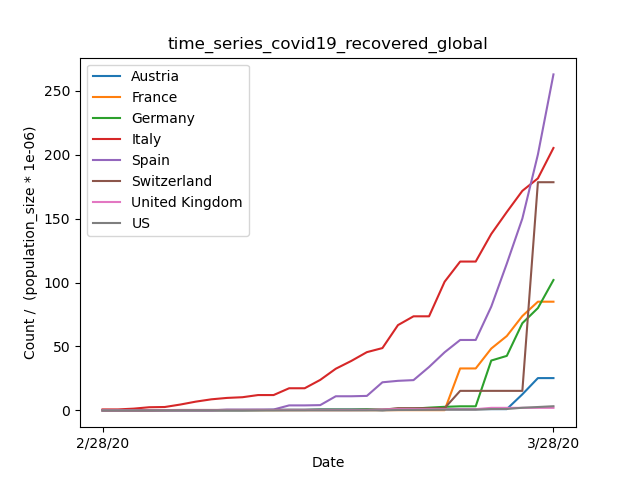 time_series_covid19_recovered_global
Austria
France
Germany
Italy
Spain
Switzerland
United Kingdom
US
Count /  (population_size * 1e-06)
250
200
150
100
50
0
2/28/20
3/28/20
Date